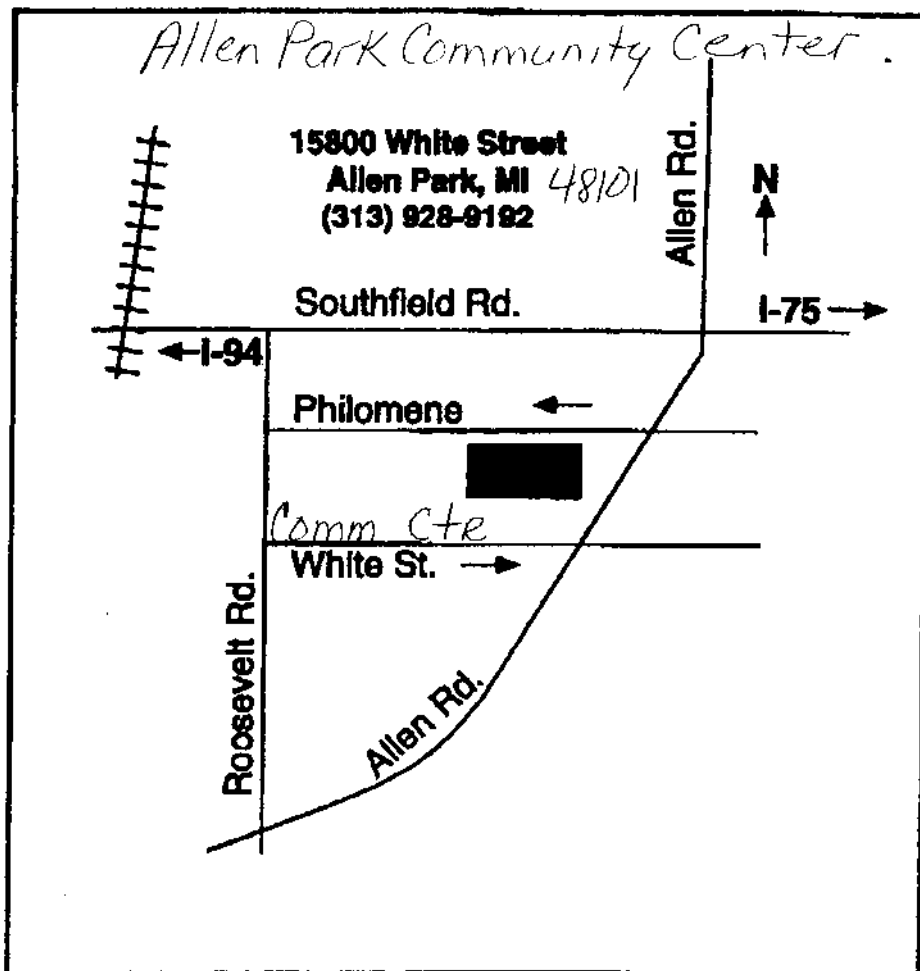 Allen Park Community Center.
15800 White Street
Allen Park, MI 48101
(313) 928-9192
Allen Rd.
N
Southfield Rd.
I-75
I-94
Philomene
Comm Ctr
White St.
Roosevelt Rd.
Allen Rd.